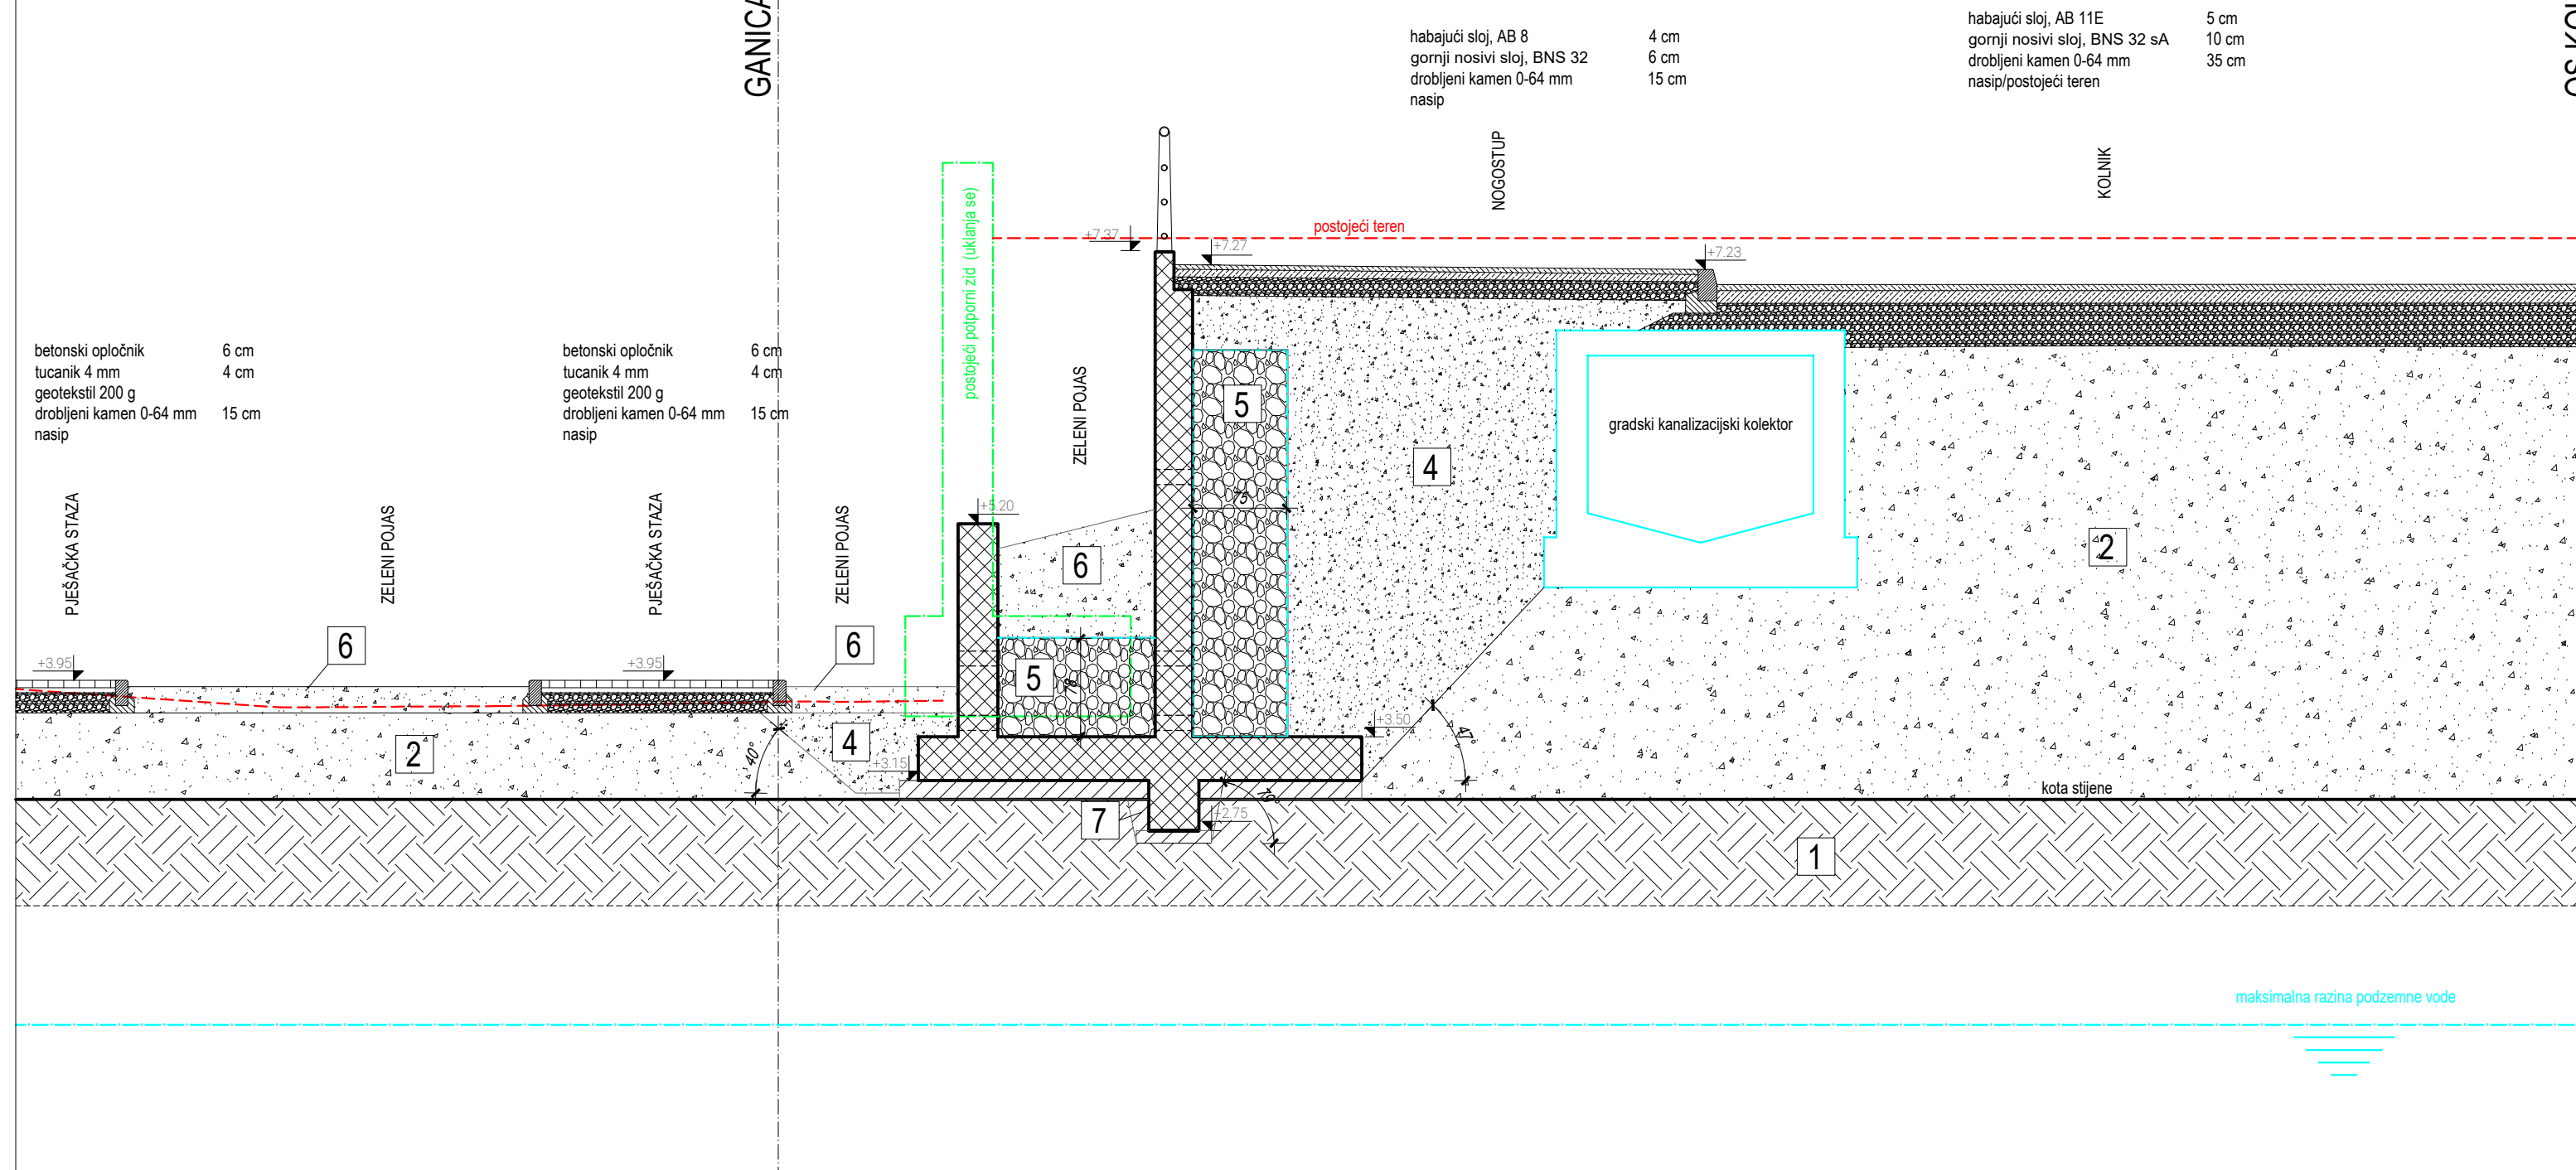 GANICA
habajući sloj, AB 8 4 cm
gornji nosivi sloj, BNS 32 6 cm
drobljeni kamen 0-64 mm 15 cm
nasip
habajući sloj, AB 11E 5 cm
gornji nosivi sloj, BNS 32 sA 10 cm
drobljeni kamen 0-64 mm 35 cm
nasip/postojeći teren
NOGOSTUP
KOLNIK
postojeći potporni zid (uklanja se)
postojeći teren
+7.37
+7.27
+7.23
betonski opločnik 6 cm
tucanik 4 mm 4 cm
geotekstil 200 g
drobljeni kamen 0-64 mm 15 cm
nasip
betonski opločnik 6 cm
tucanik 4 mm 4 cm
geotekstil 200 g
drobljeni kamen 0-64 mm 15 cm
nasip
PJEŠAČKA STAZA
ZELENI POJAS
PJEŠAČKA STAZA
ZELENI POJAS
ZELENI POJAS
5
gradski kanalizacijski kolektor
4
75
+5.20
2
6
6
6
+3.95
+3.95
5
78
+3.50
47°
2
4
40°
+3.15
79°
kota stijene
7
+2.75
1
maksimalna razina podzemne vode